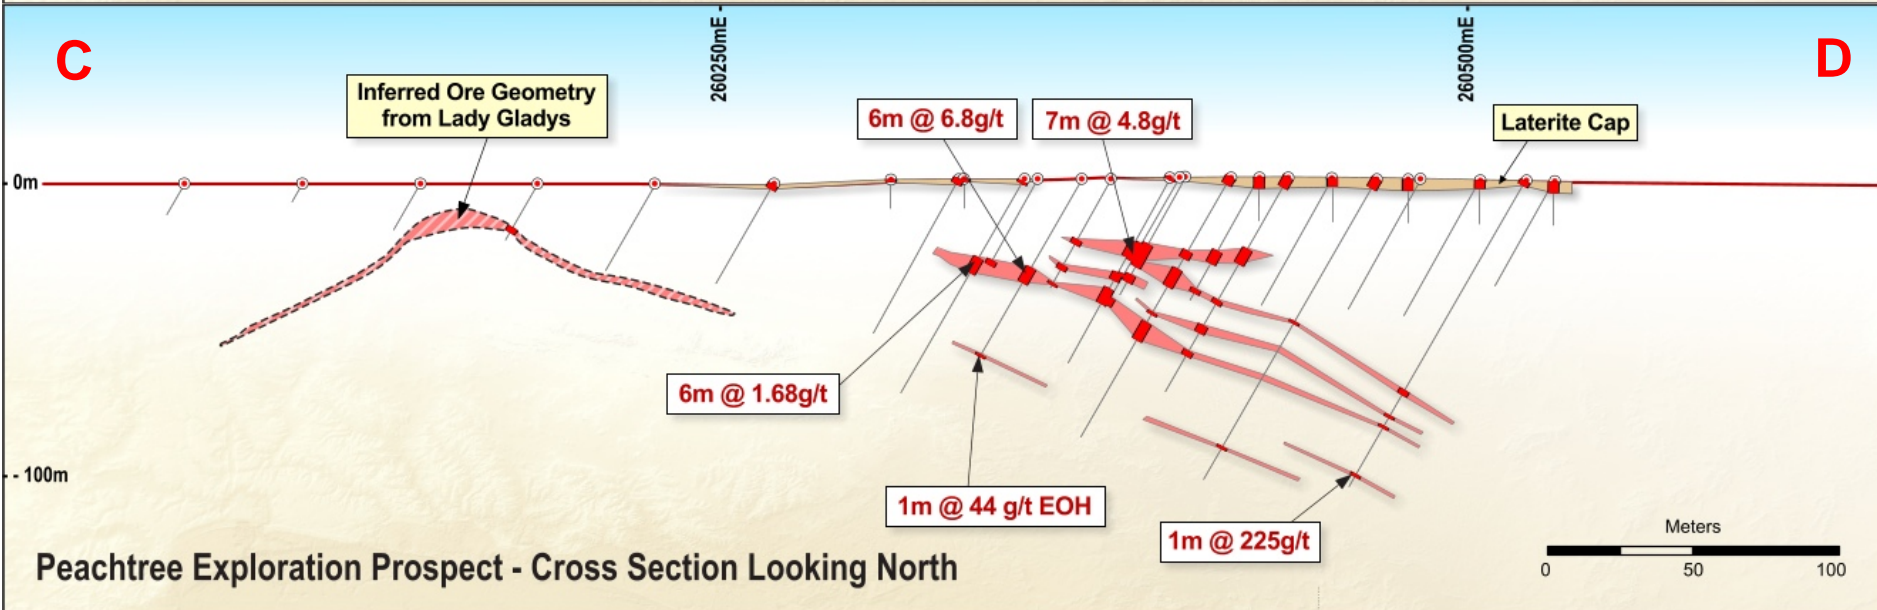 C
260250mE
260500mE
D
Inferred Ore Geometry
from Lady Gladys
6m @ 6.8g/t
7m @ 4.8g/t
Laterite Cap
0m
6m @ 1.68g/t
- 100m
1m @ 44 g/t EOH
1m @ 225g/t
Meters
0 50 100
Peachtree Exploration Prospect - Cross Section Looking North